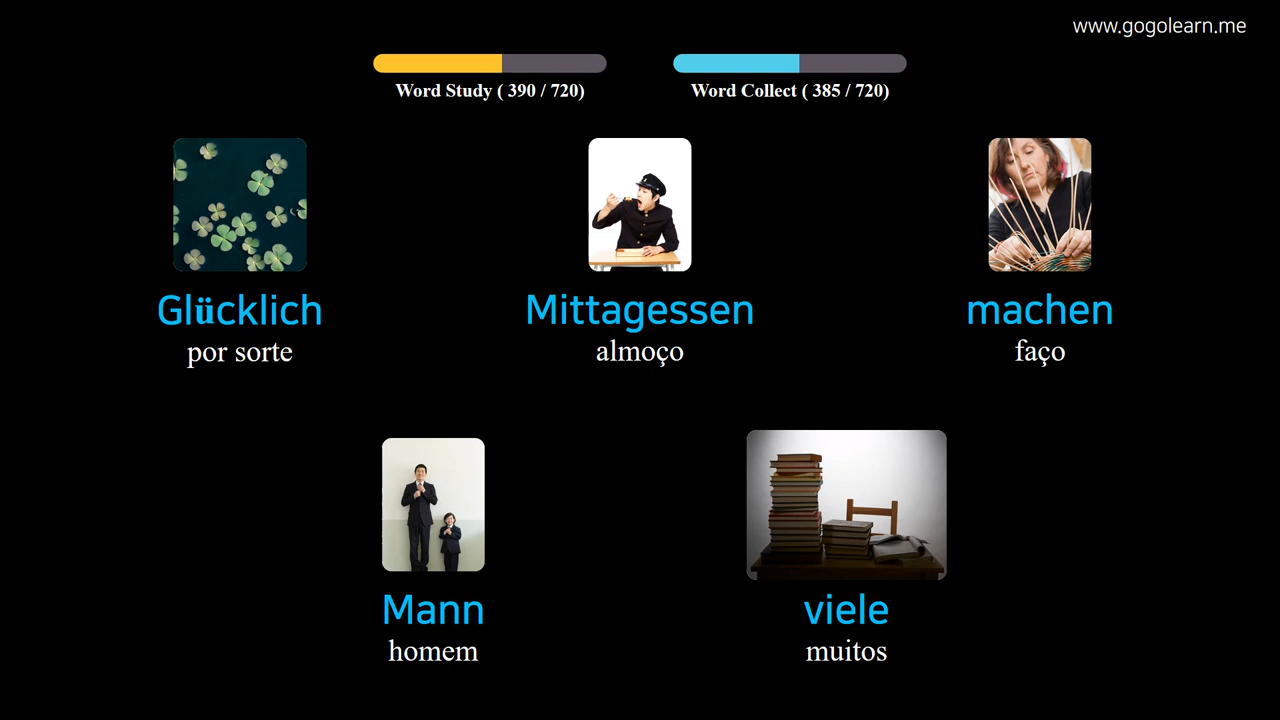 www.gogolearn.me
Word Study ( 390 / 720)
Word Collect ( 385 / 720)
Glücklich
por sorte
Mittagessen
almoço
machen
faço
Mann
homem
viele
muitos